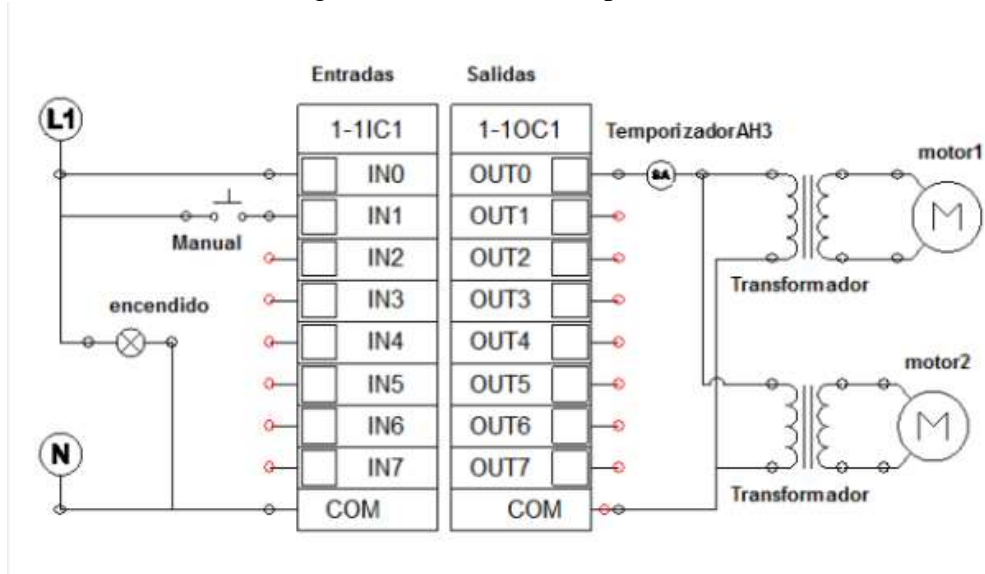 Entradas
Salidas
L1
1-1IC1
1-1OC1
TemporizadorAH3
motor1
IN0
OUT0
SA
M
IN1
OUT1
Manual
IN2
OUT2
Transformador
encendido
IN3
OUT3
IN4
OUT4
motor2
IN5
OUT5
N
IN6
OUT6
M
IN7
OUT7
Transformador
COM
COM